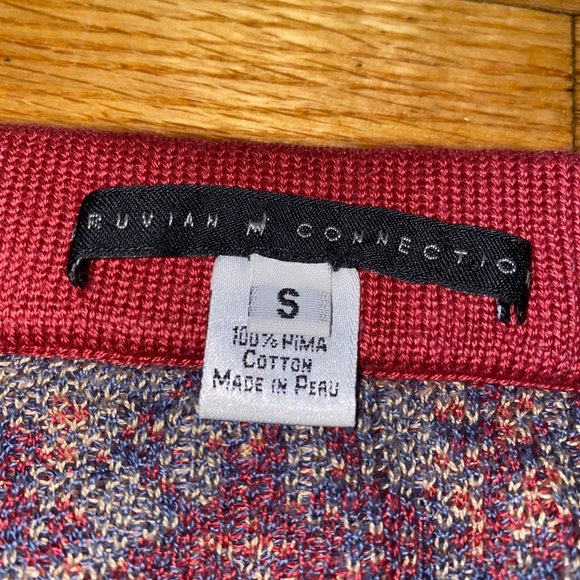 RUVIAN CONNECTIO
S
100% PIMA
COTTON
MADE IN PERU